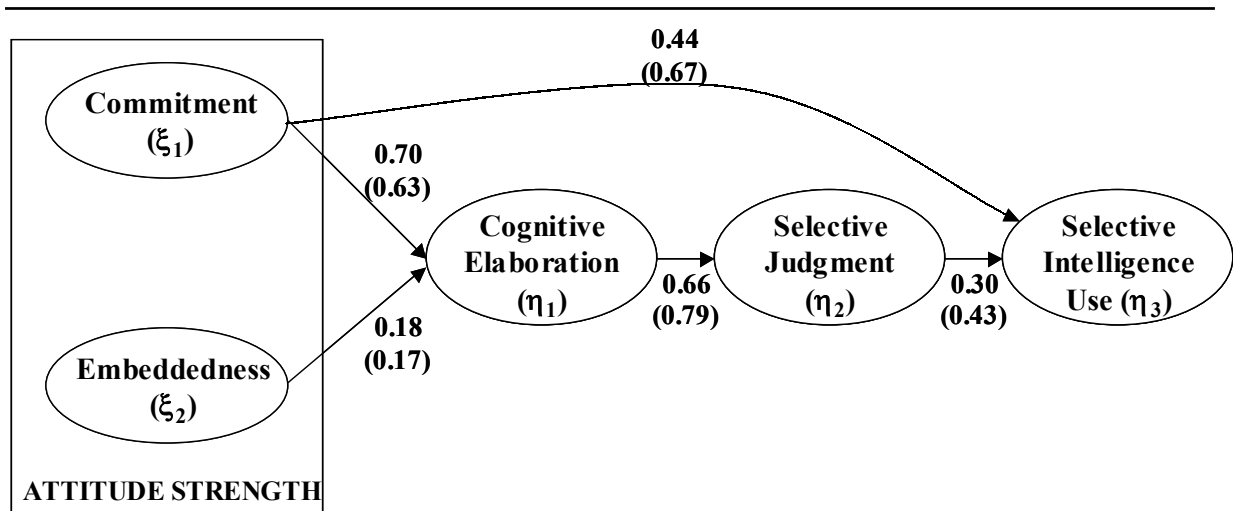 0.44
(0.67)
Commitment
(ξ₁)
0.70
(0.63)
Cognitive
Elaboration
(η₁)
0.66
(0.79)
Selective
Judgment
(η₂)
0.30
(0.43)
Selective
Intelligence
Use (η₃)
0.18
(0.17)
Embeddedness
(ξ₂)
ATTITUDE STRENGTH